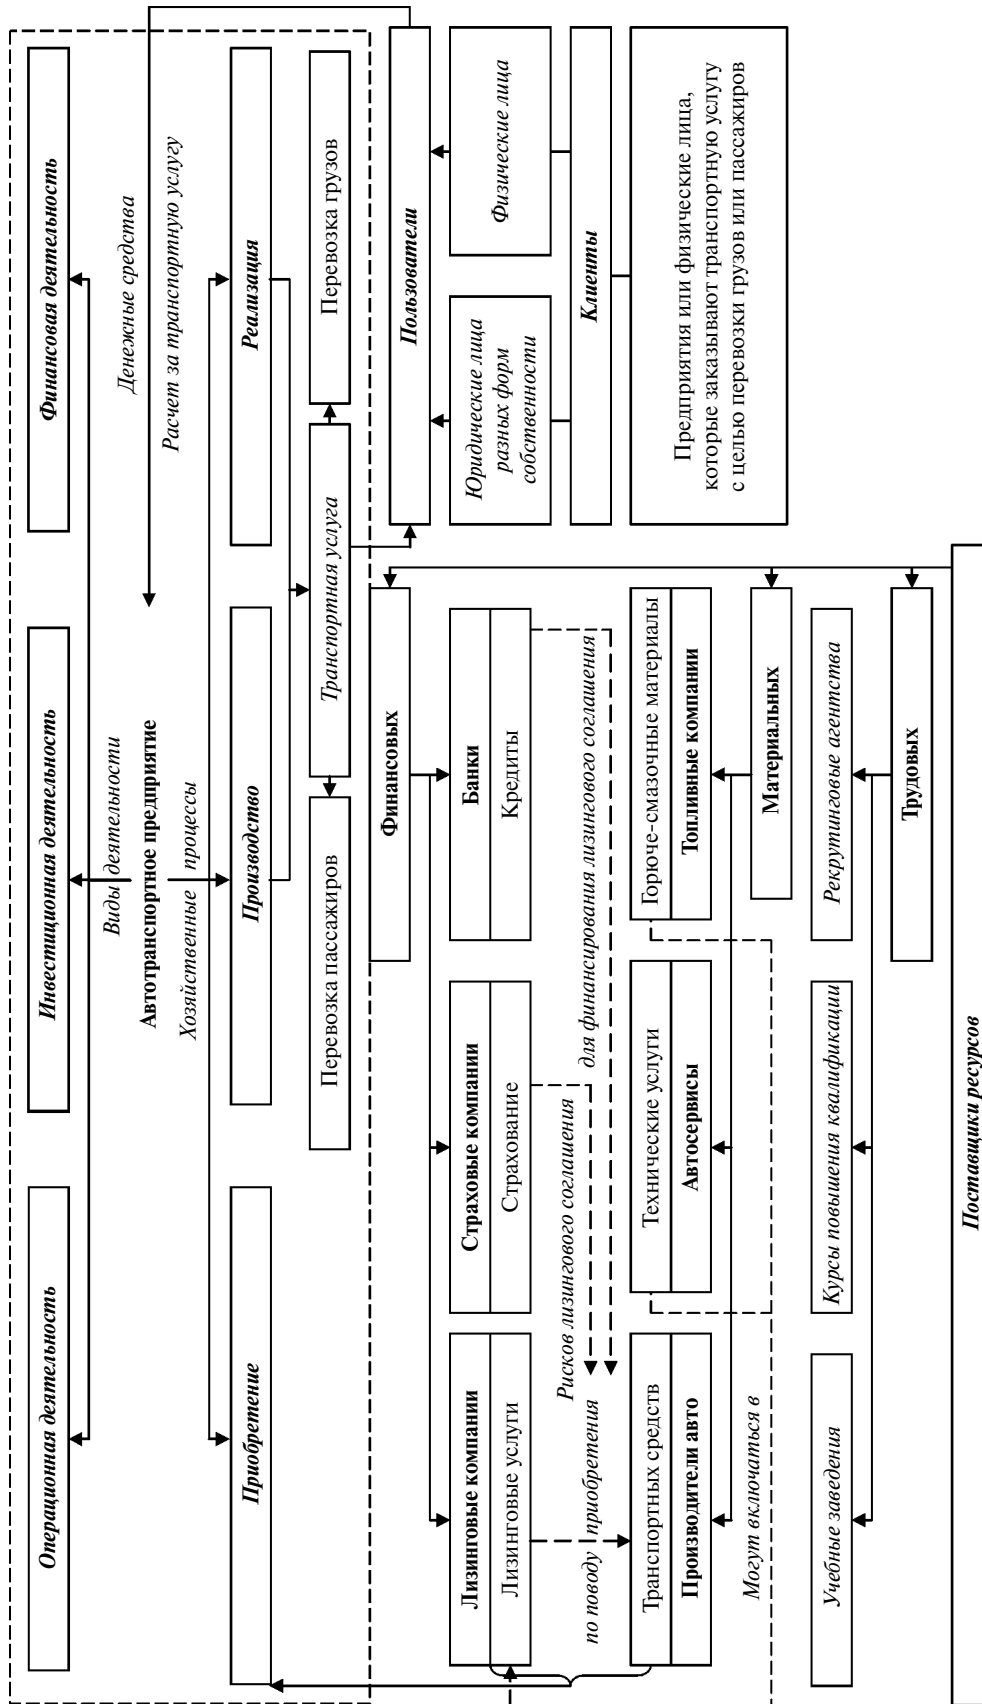 Операционная деятельность
Инвестиционная деятельность
Финансовая деятельность
Виды деятельности
Денежные средства
Автотранспортное предприятие
Расчет за транспортную услугу
Хозяйственные процессы
Приобретение
Производство
Реализация
Перевозка пассажиров
Транспортная услуга
Перевозка грузов
Финансовых
Пользователи
Лизинговые компании
Лизинговые услуги
Страховые компании
Страхование
Банки
Кредиты
Юридические лица
разных форм
собственности
Физические лица
Клиенты
Предприятия или физические лица,
которые заказывают транспортную услугу
с целью перевозки грузов или пассажиров
Рисков лизингового соглашения
по поводу приобретения
для финансирования лизингового соглашения
Транспортных средств
Производители авто
Технические услуги
Автосервисы
Горюче-смазочные материалы
Топливные компании
Могут включаться в
Материальных
Учебные заведения
Курсы повышения квалификации
Рекрутинговые агентства
Трудовых
Поставщики ресурсов